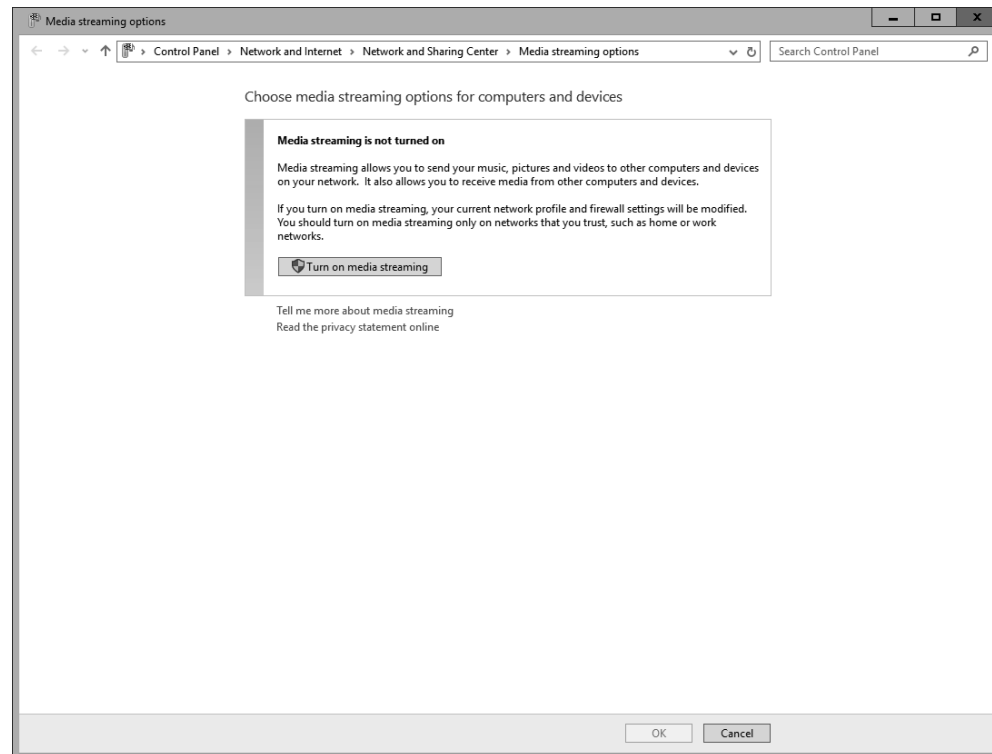 Media streaming options
Control Panel › Network and Internet › Network and Sharing Center › Media streaming options
Search Control Panel
Choose media streaming options for computers and devices
Media streaming is not turned on
Media streaming allows you to send your music, pictures and videos to other computers and devices
on your network. It also allows you to receive media from other computers and devices.
If you turn on media streaming, your current network profile and firewall settings will be modified.
You should turn on media streaming only on networks that you trust, such as home or work
networks.
Turn on media streaming
Tell me more about media streaming
Read the privacy statement online
OK
Cancel